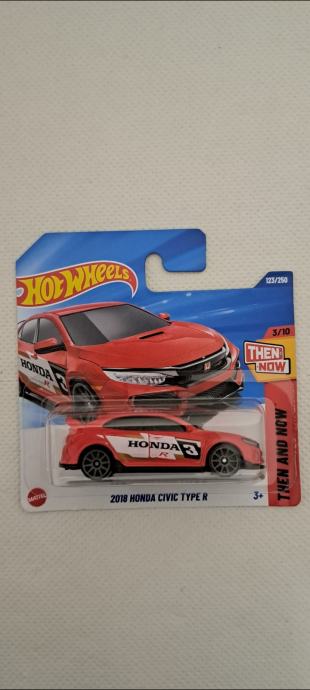 HOT WHEELS
123/250
3/10
THEN AND NOW
HONDA
R
3
HONDA
R
3
THEN AND NOW
MATTEL
2018 HONDA CIVIC TYPE R
3+